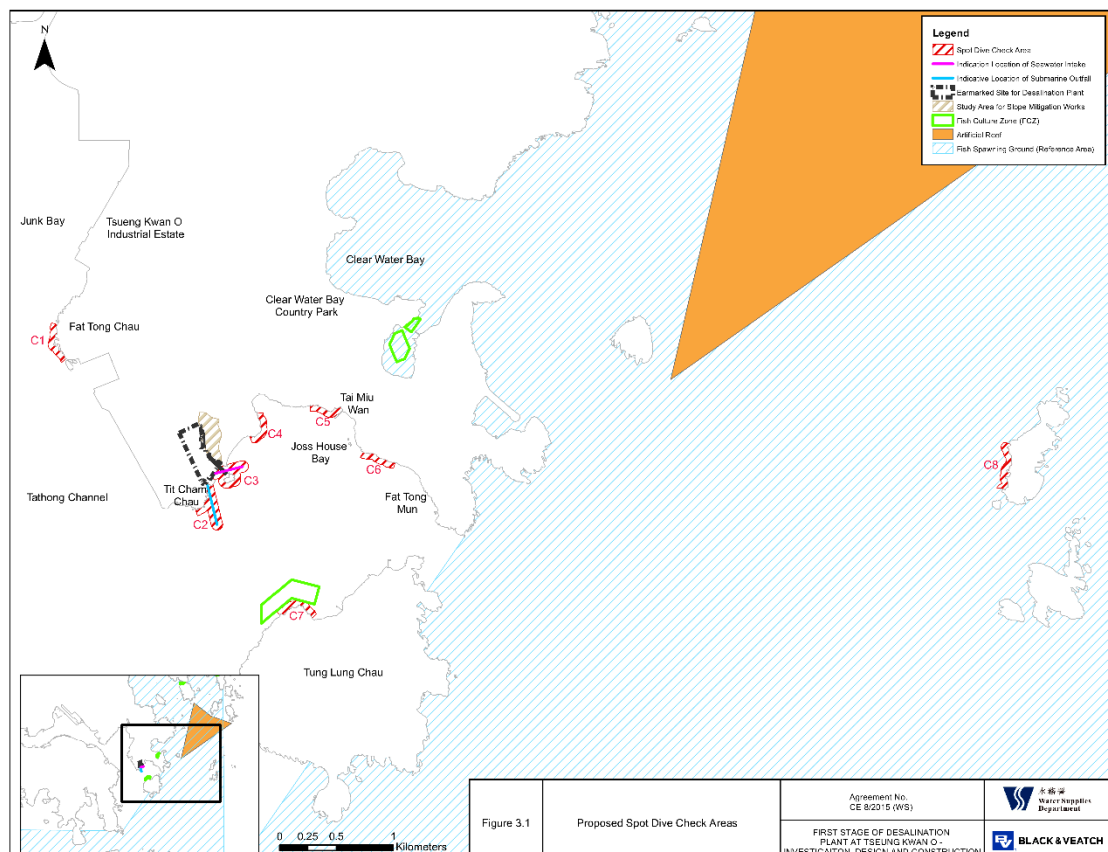 N
Legend
Spot Dive Check Area
Indication Location of Seewater Intake
Indicative Location of Submarine Outfall
Earmarked Site for Desalination Plant
Study Area for Slope Mitigation Works
Fish Culture Zone (FCZ)
Artificial Reef
Fish Spawning Ground (Reference Area)
Junk Bay
Tsueng Kwan O
Industrial Estate
Clear Water Bay
Clear Water Bay
Country Park
Fat Tong Chau
C1
Tai Miu
Wan
C5
C4
Joss House
Bay
C6
C3
C8
Tit Cham
Chau
Tathong Channel
Fat Tong
Mun
C2
C7
Tung Lung Chau
0 0.25 0.5 1
Kilometers
Figure 3.1
Proposed Spot Dive Check Areas
Agreement No.
CE 8/2015 (WS)
水務署
Water Supplies
Department
FIRST STAGE OF DESALINATION
PLANT AT TSEUNG KWAN O -
INVESTIGAITON, DESIGN AND CONSTRUCTION
BV BLACK & VEATCH